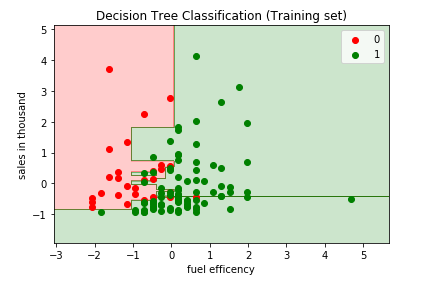 Decision Tree Classification (Training set)
0
1
sales in thousand
5
4
3
2
1
0
−1
−3 −2 −1 0 1 2 3 4 5
fuel efficency